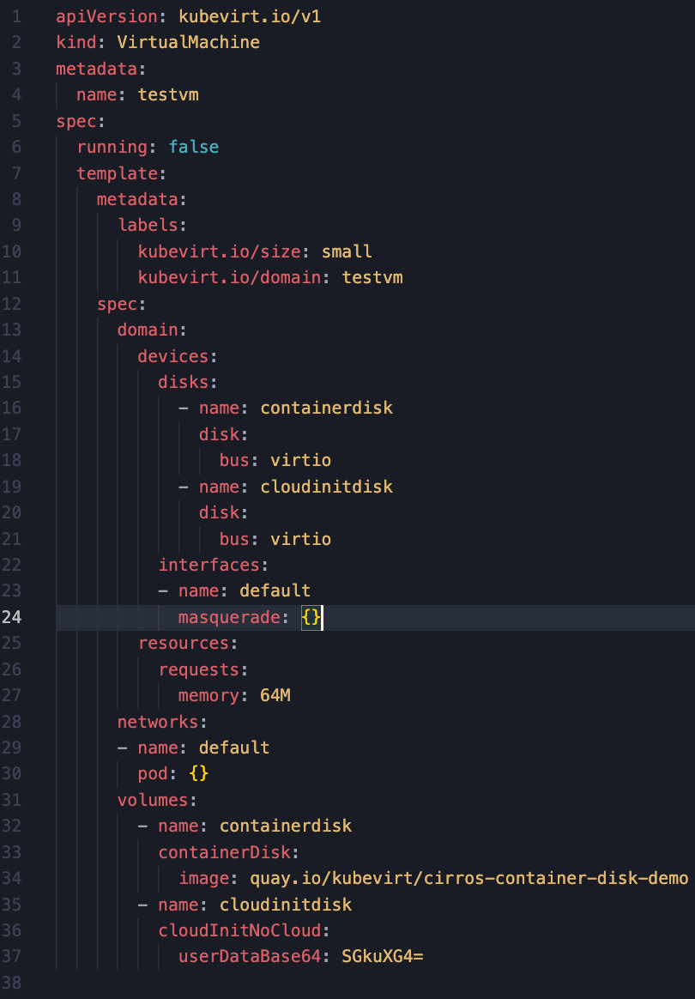 1 apiVersion: kubevirt.io/v1
2 kind: VirtualMachine
3 metadata:
4   name: testvm
5 spec:
6   running: false
7   template:
8     metadata:
9       labels:
10         kubevirt.io/size: small
11         kubevirt.io/domain: testvm
12     spec:
13       domain:
14         devices:
15           disks:
16             - name: containerdisk
17               disk:
18                 bus: virtio
19             - name: cloudinitdisk
20               disk:
21                 bus: virtio
22           interfaces:
23           - name: default
24             masquerade: {}
25         resources:
26           requests:
27             memory: 64M
28       networks:
29       - name: default
30         pod: {}
31       volumes:
32         - name: containerdisk
33           containerDisk:
34             image: quay.io/kubevirt/cirros-container-disk-demo
35         - name: cloudinitdisk
36           cloudInitNoCloud:
37             userDataBase64: SGkuXG4=
38